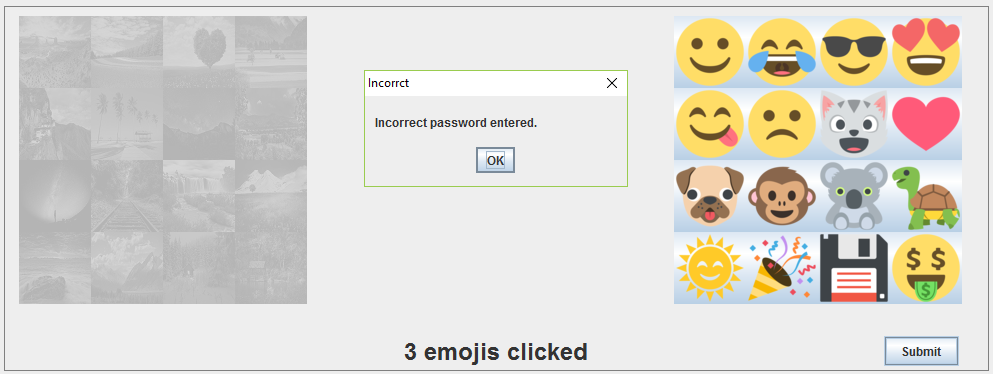 Incorrct
Incorrect password entered.
OK
3 emojis clicked
Submit